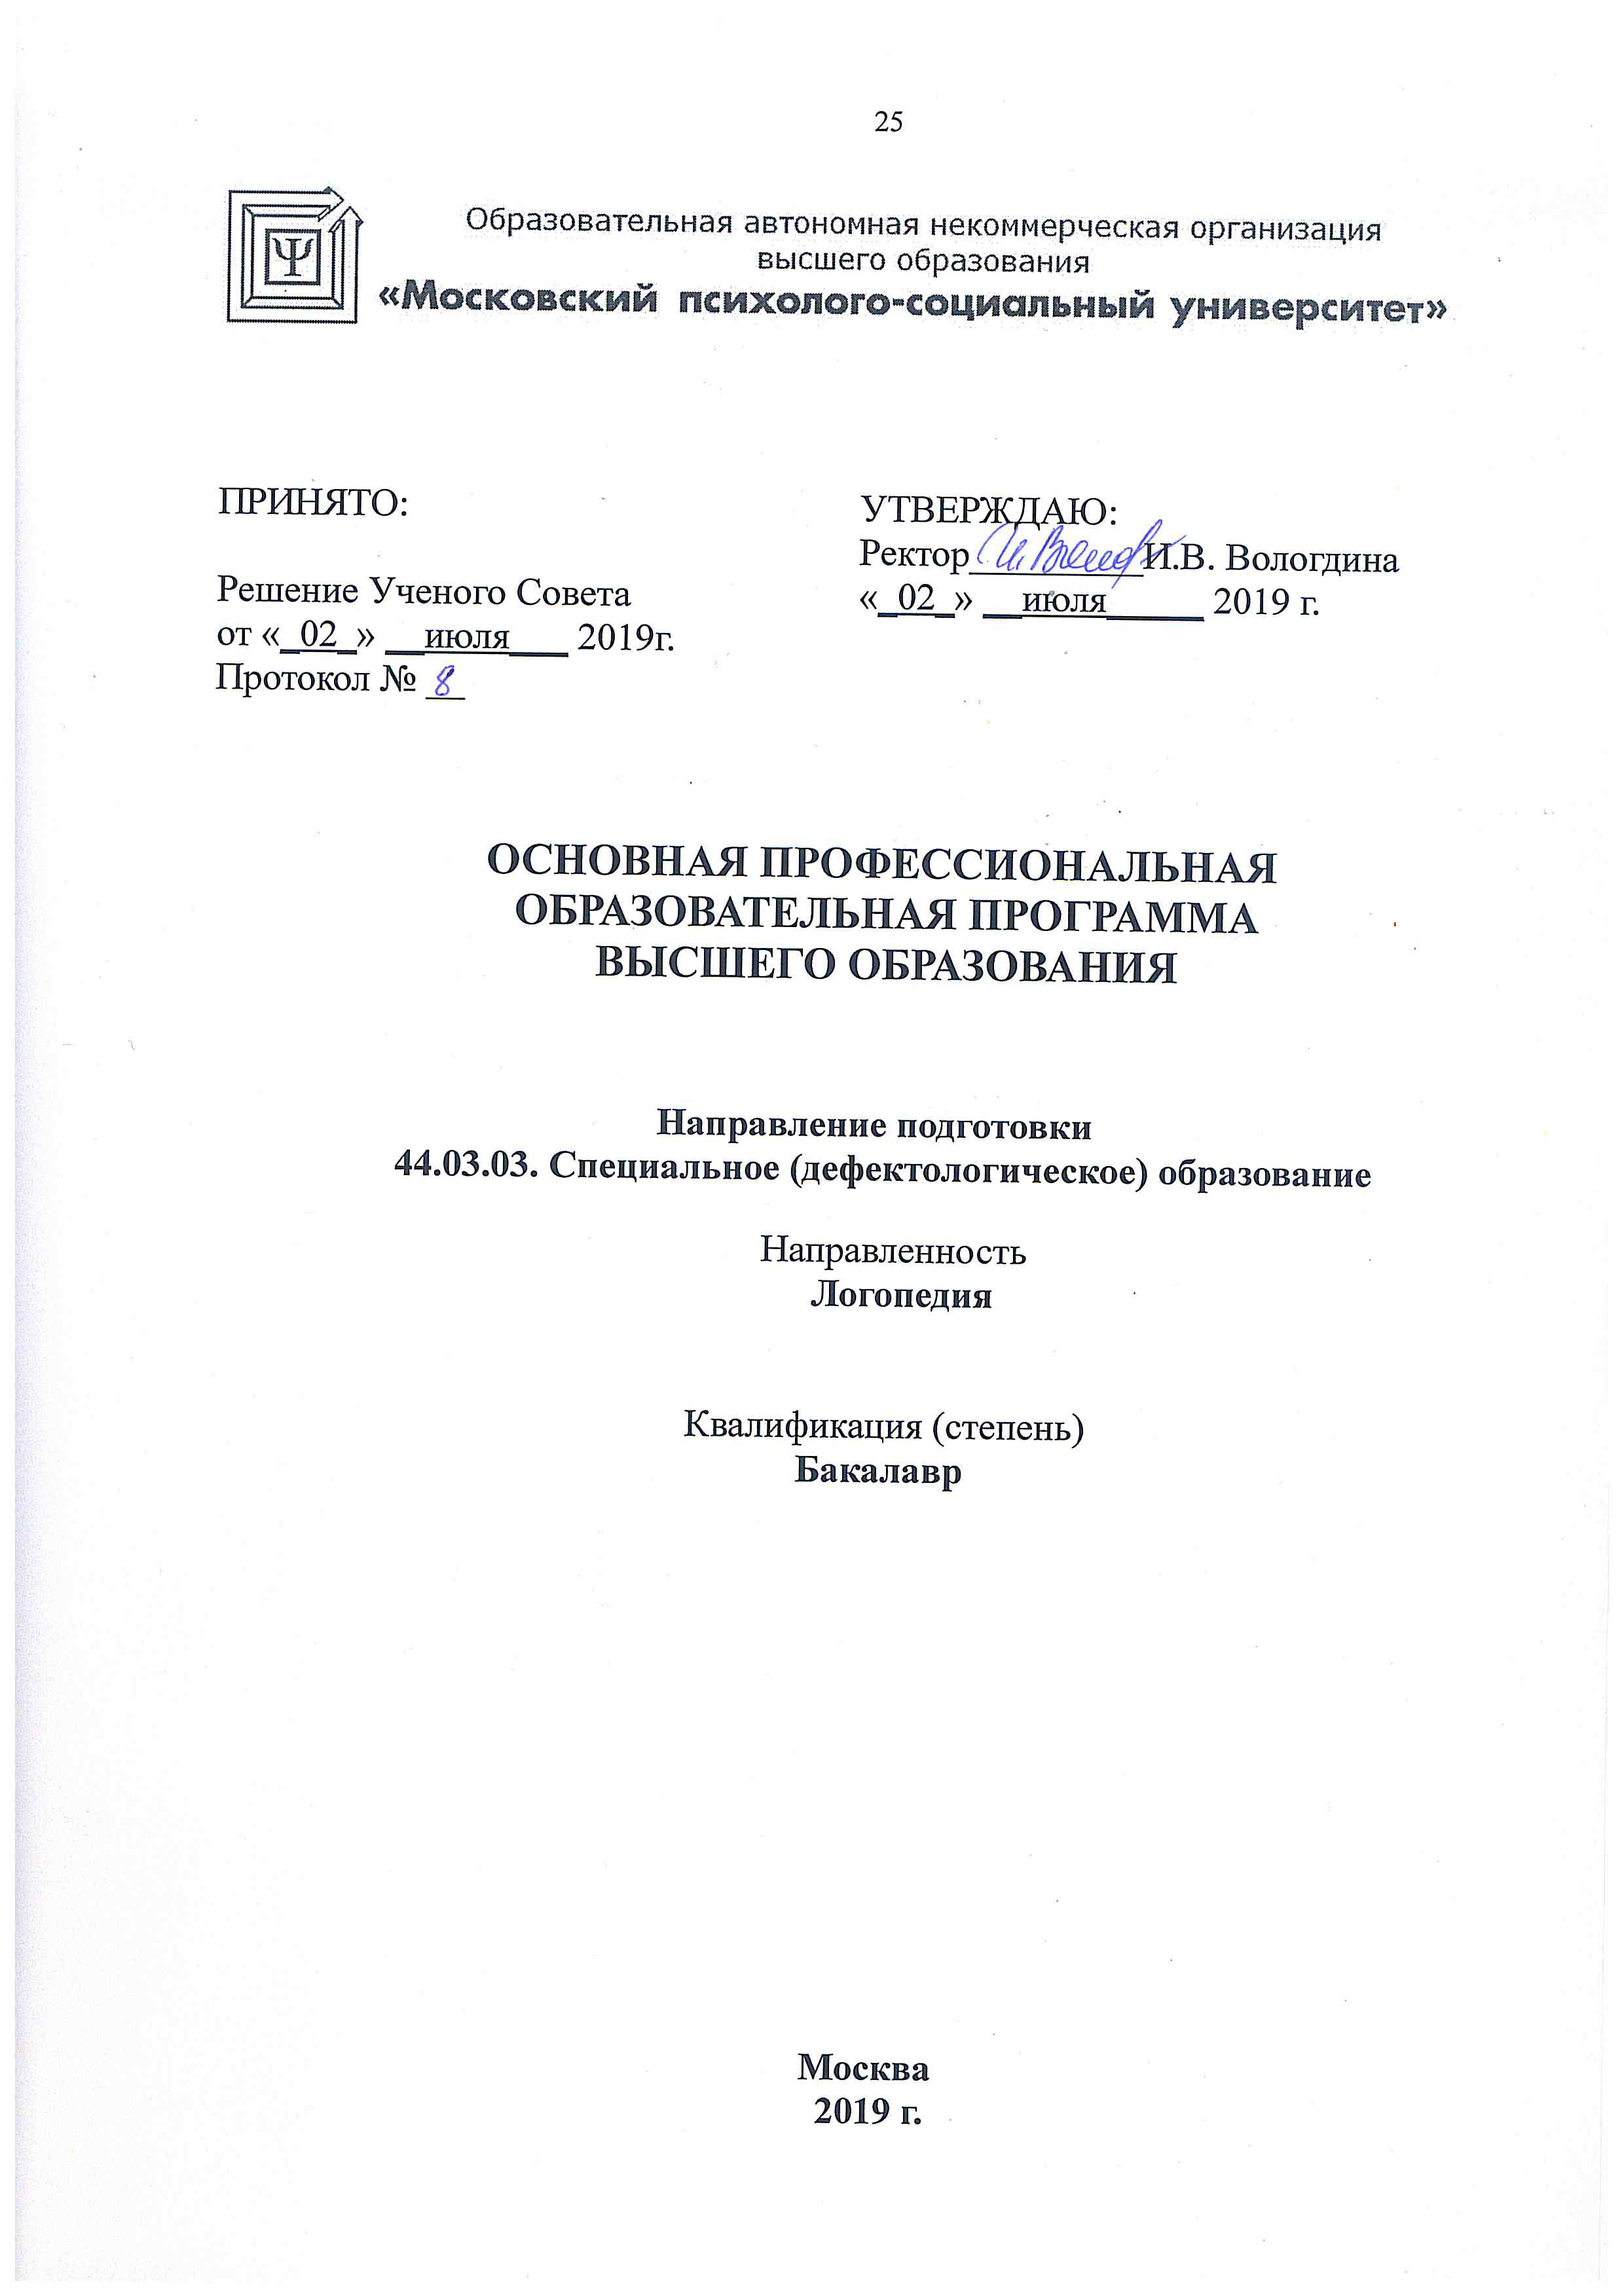 25
Ψ
Образовательная автономная некоммерческая организация
высшего образования
«Московский психолого-социальный университет»
ПРИНЯТО:
Решение Ученого Совета
от «_02_» __июля___ 2019г.
Протокол № 8
УТВЕРЖДАЮ:
Ректор_________И.В. Вологдина
«_02_» __июля_____ 2019 г.
ОСНОВНАЯ ПРОФЕССИОНАЛЬНАЯ
ОБРАЗОВАТЕЛЬНАЯ ПРОГРАММА
ВЫСШЕГО ОБРАЗОВАНИЯ
Направление подготовки
44.03.03. Специальное (дефектологическое) образование
Направленность
Логопедия
Квалификация (степень)
Бакалавр
Москва
2019 г.